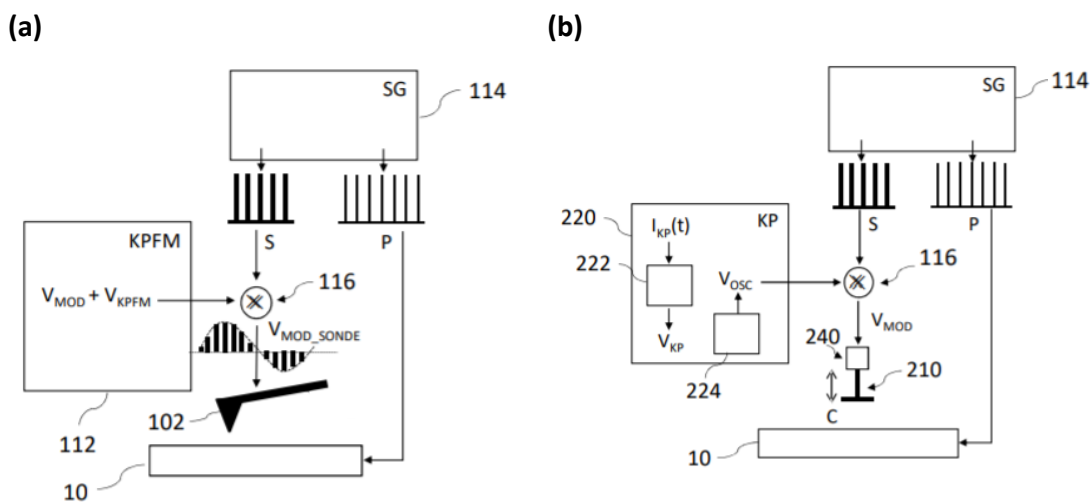 (a)
SG
114
S
P
KPFM
V_MOD + V_KPFM
116
V_MOD_SONDE
102
112
10
(b)
SG
114
S
P
220
KP
I_KP(t)
222
V_OSC
116
V_KP
V_MOD
240
210
224
C
10